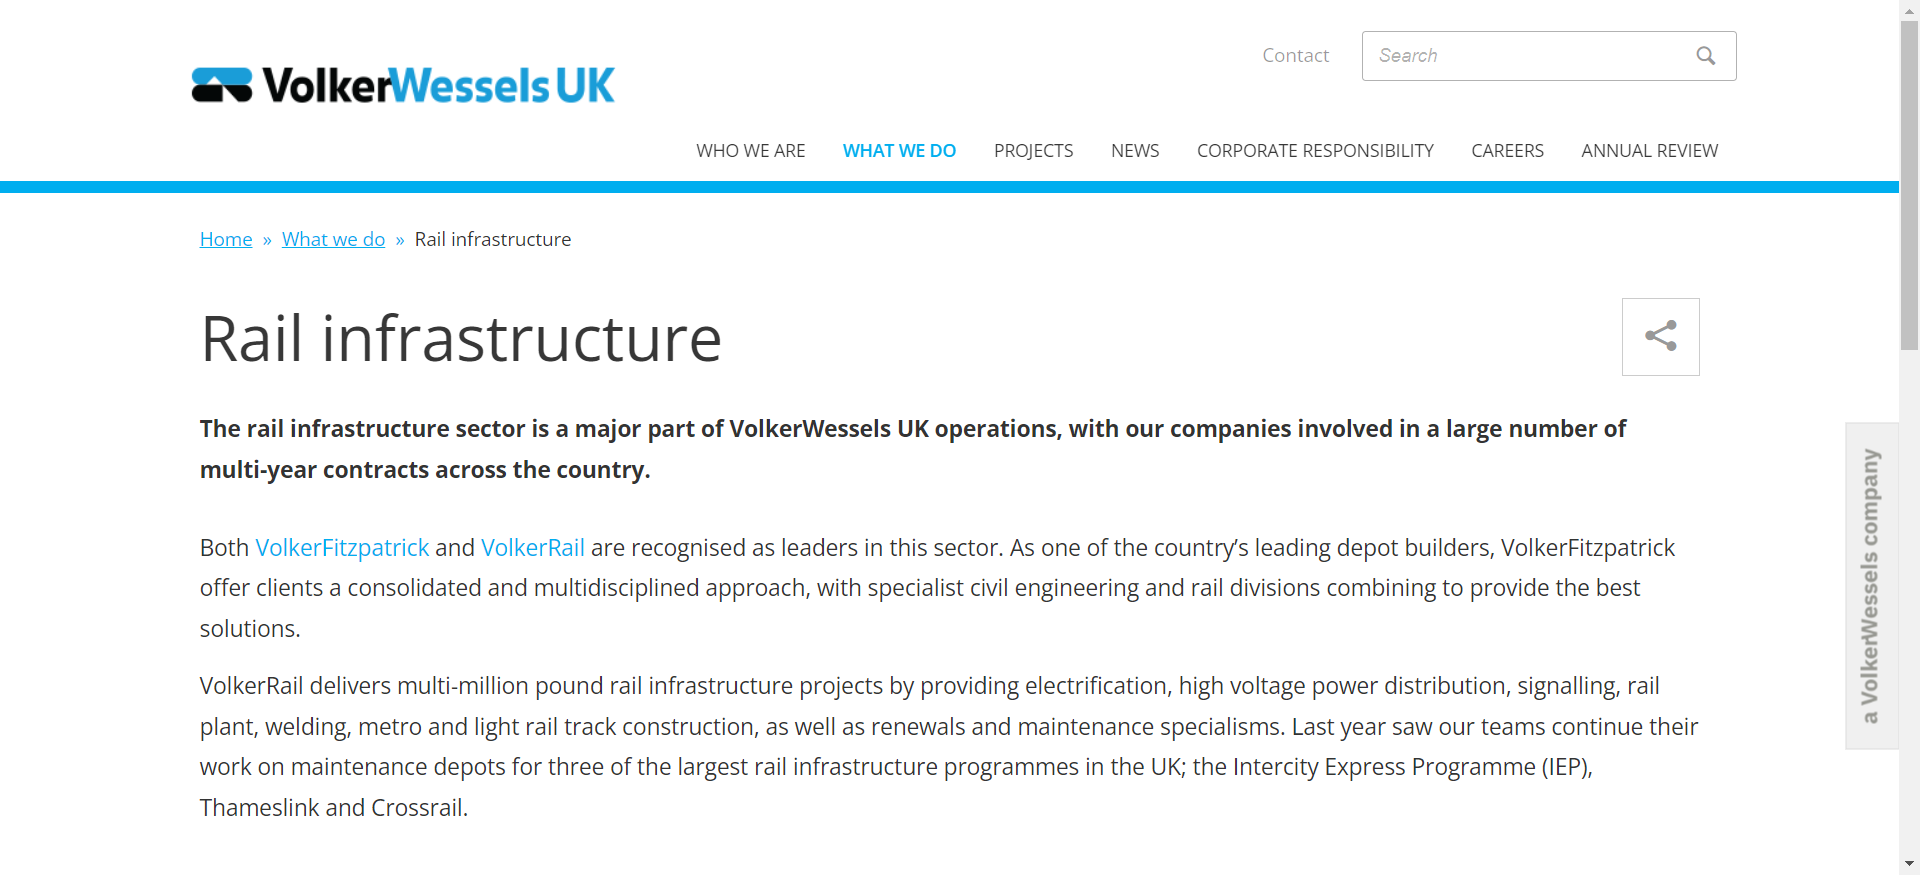 VolkerWessels UK
Contact
Search
WHO WE ARE
WHAT WE DO
PROJECTS
NEWS
CORPORATE RESPONSIBILITY
CAREERS
ANNUAL REVIEW
Home » What we do » Rail infrastructure
Rail infrastructure
The rail infrastructure sector is a major part of VolkerWessels UK operations, with our companies involved in a large number of
multi-year contracts across the country.
Both VolkerFitzpatrick and VolkerRail are recognised as leaders in this sector. As one of the country’s leading depot builders, VolkerFitzpatrick
offer clients a consolidated and multidisciplined approach, with specialist civil engineering and rail divisions combining to provide the best
solutions.
VolkerRail delivers multi-million pound rail infrastructure projects by providing electrification, high voltage power distribution, signalling, rail
plant, welding, metro and light rail track construction, as well as renewals and maintenance specialisms. Last year saw our teams continue their
work on maintenance depots for three of the largest rail infrastructure programmes in the UK; the Intercity Express Programme (IEP),
Thameslink and Crossrail.
a VolkerWessels company